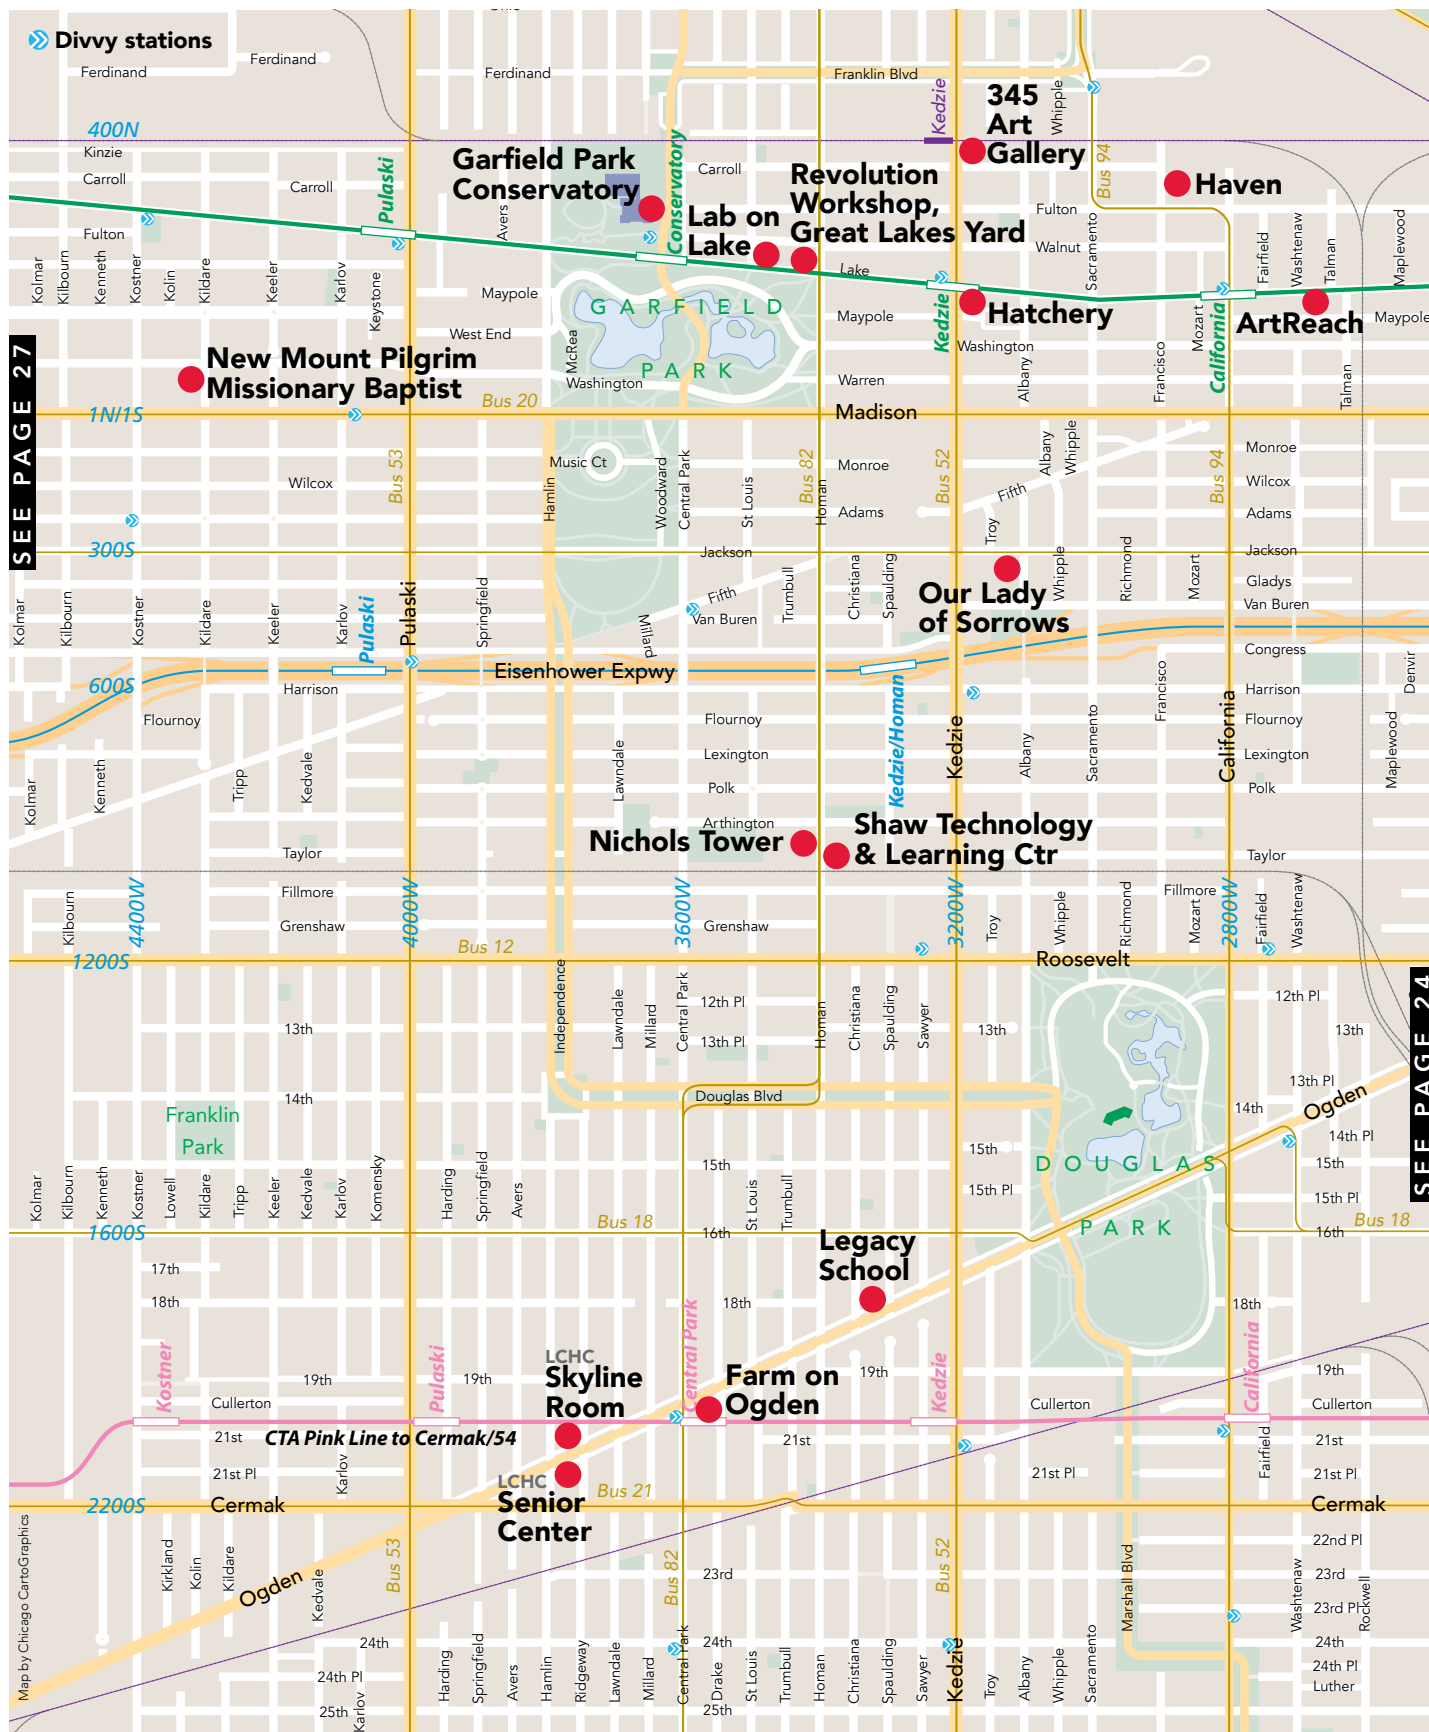 Divvy stations
Ferdinand
Ferdinand
Ferdinand
Franklin Blvd
Whipple
Kedzie
345
Art
Gallery
400N
Kinzie
Carroll
Carroll
Pulaski
Garfield Park
Conservatory
Conservatory
Carroll
Revolution
Workshop,
Great Lakes Yard
Bus 94
Haven
Fulton
Avers
Lab on
Lake
Fulton
Walnut
Sacramento
Fairfield
Washtenaw
Talman
Maplewood
Kolmar
Kilbourn
Kenneth
Kostner
Kolin
Kildare
Keeler
Karlov
Keystone
Lake
Maypole
GARFIELD
PARK
Maypole
Kedzie
Hatchery
Mozart
California
ArtReach
Maypole
West End
McRea
Washington
Washington
Warren
Albany
Francisco
Talman
SEE PAGE 27
New Mount Pilgrim
Missionary Baptist
1N/1S
Bus 20
Madison
Bus 53
Music Ct
Hamlin
Woodward
Central Park
St Louis
Bus 82
Homan
Monroe
Bus 52
Albany
Whipple
Bus 94
Monroe
Wilcox
Wilcox
Adams
Fifth
Adams
300S
Jackson
Troy
Jackson
Kolmar
Kilbourn
Kostner
Kildare
Keeler
Karlov
Pulaski
Pulaski
Springfield
Millard
Fifth
Van Buren
Trumbull
Christiana
Spaulding
Our Lady
of Sorrows
Whipple
Richmond
Mozart
Gladys
Van Buren
Eisenhower Expwy
Congress
600S
Harrison
Kedzie/Homan
Kedzie
Francisco
California
Harrison
Denvir
Flournoy
Flournoy
Sacramento
Flournoy
Maplewood
Kolmar
Kenneth
Tripp
Kedvale
Lawndale
Lexington
Albany
Lexington
Polk
Polk
Arthington
Nichols Tower
Shaw Technology
& Learning Ctr
Taylor
Taylor
4400W
4000W
3600W
3200W
2800W
Fillmore
Fillmore
Kilbourn
Grenshaw
Grenshaw
Troy
Whipple
Richmond
Mozart
Fairfield
Washtenaw
1200S
Bus 12
Roosevelt
Independence
Lawndale
Millard
Central Park
12th Pl
Homan
Christiana
Spaulding
Sawyer
12th Pl
13th
13th Pl
13th
13th
SEE PAGE 24
13th Pl
14th
Douglas Blvd
14th
Ogden
Franklin
Park
14th Pl
Kolmar
Kilbourn
Kenneth
Kostner
Lowell
Kildare
Tripp
Keeler
Kedvale
Karlov
Komensky
Harding
Springfield
Avers
15th
St Louis
Trumbull
15th
15th Pl
DOUGLAS
PARK
15th
15th Pl
1600S
Bus 18
16th
16th
Bus 18
17th
18th
18th
Legacy
School
18th
Kostner
Pulaski
Central Park
Kedzie
California
19th
19th
LCHC
Skyline
Room
Farm on
Ogden
19th
19th
Cullerton
Cullerton
Cullerton
21st
CTA Pink Line to Cermak/54
21st
21st
21st Pl
Karlov
21st Pl
Fairfield
21st Pl
LCHC
Senior
Center
Bus 21
2200S
Cermak
Cermak
Map by Chicago CartoGraphics
Kirkland
Kolin
Kildare
Ogden
Kedvale
Bus 53
Bus 82
23rd
Bus 52
Marshall Blvd
22nd Pl
Washtenaw
23rd
23rd Pl
Rockwell
24th
24th Pl
25th
Karlov
Harding
Springfield
Avers
Hamlin
Ridgeway
Lawndale
Millard
Central Park
24th
Drake
25th
St Louis
Trumbull
Homan
Christiana
Spaulding
Sawyer
Kedzie
Troy
Albany
Whipple
Sacramento
24th
24th Pl
Luther